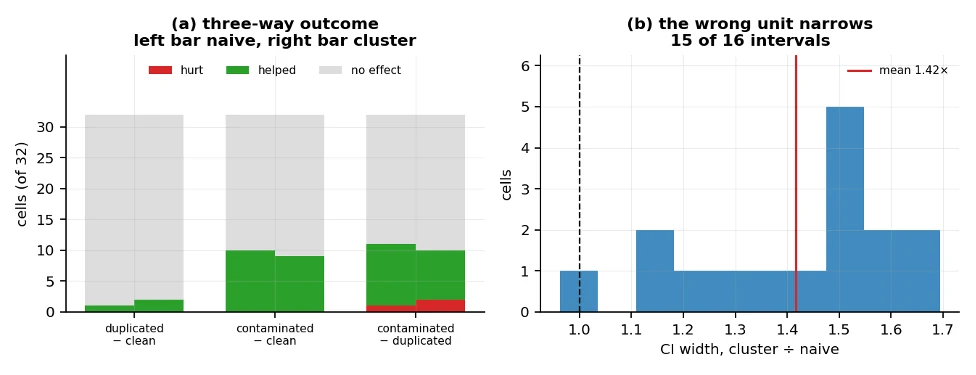 (a) three-way outcome
left bar naive, right bar cluster
hurt
helped
no effect
cells (of 32)
30
25
20
15
10
5
0
duplicated
− clean
contaminated
− clean
contaminated
− duplicated
(b) the wrong unit narrows
15 of 16 intervals
mean 1.42×
cells
6
5
4
3
2
1
0
1.0
1.1
1.2
1.3
1.4
1.5
1.6
1.7
CI width, cluster ÷ naive